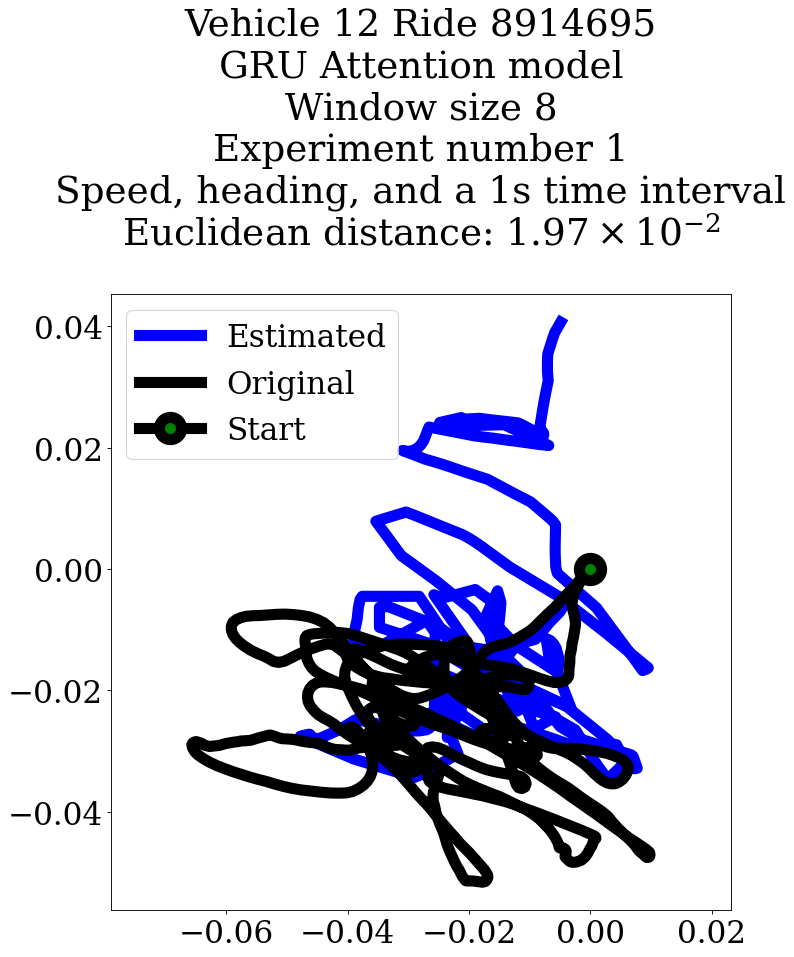 Vehicle 12 Ride 8914695
GRU Attention model
Window size 8
Experiment number 1
Speed, heading, and a 1s time interval
Euclidean distance: 1.97 × 10⁻²
Estimated
Original
Start
0.04
0.02
0.00
−0.02
−0.04
−0.06
−0.04
−0.02
0.00
0.02